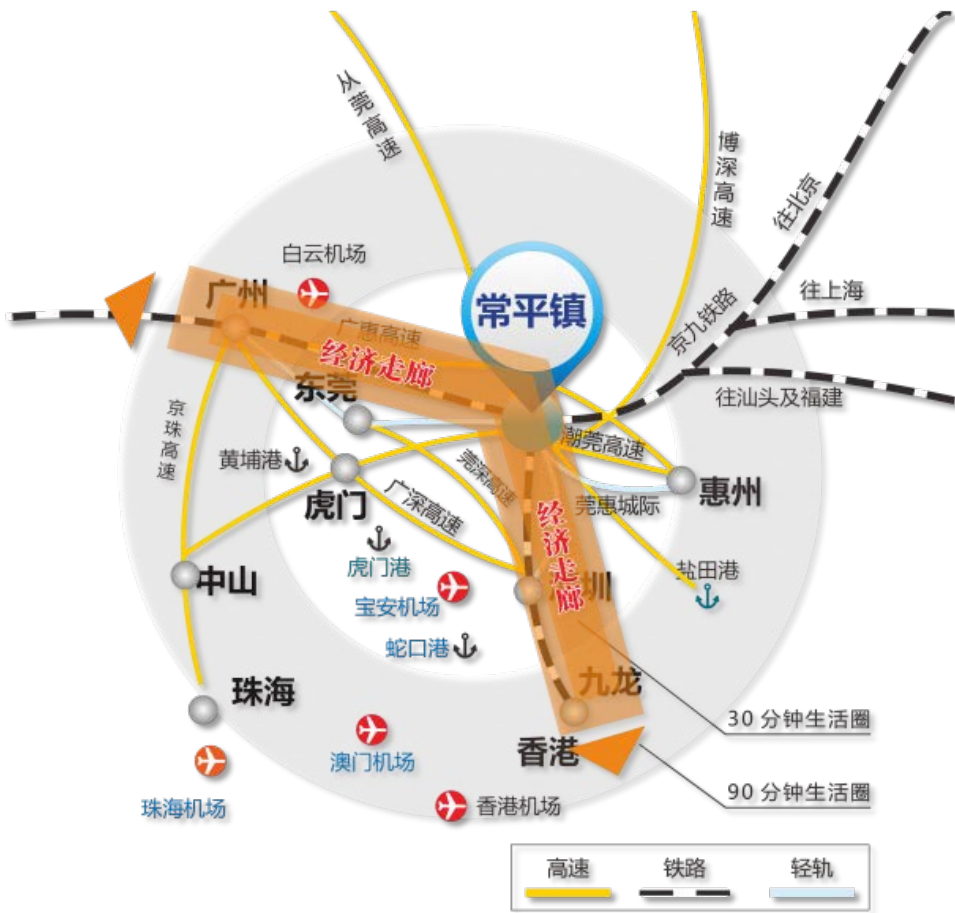 从莞高速
博深高速
往北京
白云机场
广州
常平镇
往上海
京九铁路
广惠高速
经济走廊
东莞
往汕头及福建
京珠高速
潮莞高速
黄埔港
莞深高速
惠州
虎门
广深高速
莞惠城际
经济走廊
虎门港
盐田港
中山
宝安机场
圳
蛇口港
珠海
九龙
30 分钟生活圈
香港
澳门机场
90 分钟生活圈
珠海机场
香港机场
高速
铁路
轻轨